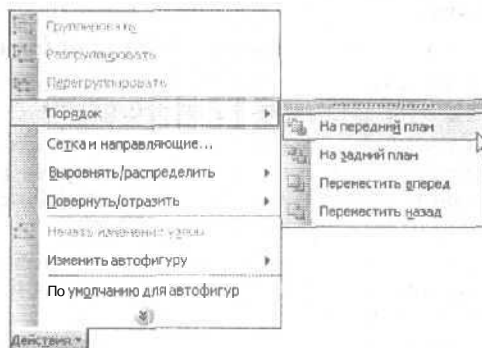 Группировать
Разгруппировать
Перегруппировать
Порядок
Сетка и направляющие...
Выровнять/распределить
Повернуть/отразить
Начать изменение узлов
Изменить автофигуру
По умолчанию для автофигур
Действия
На передний план
На задний план
Переместить вперед
Переместить назад